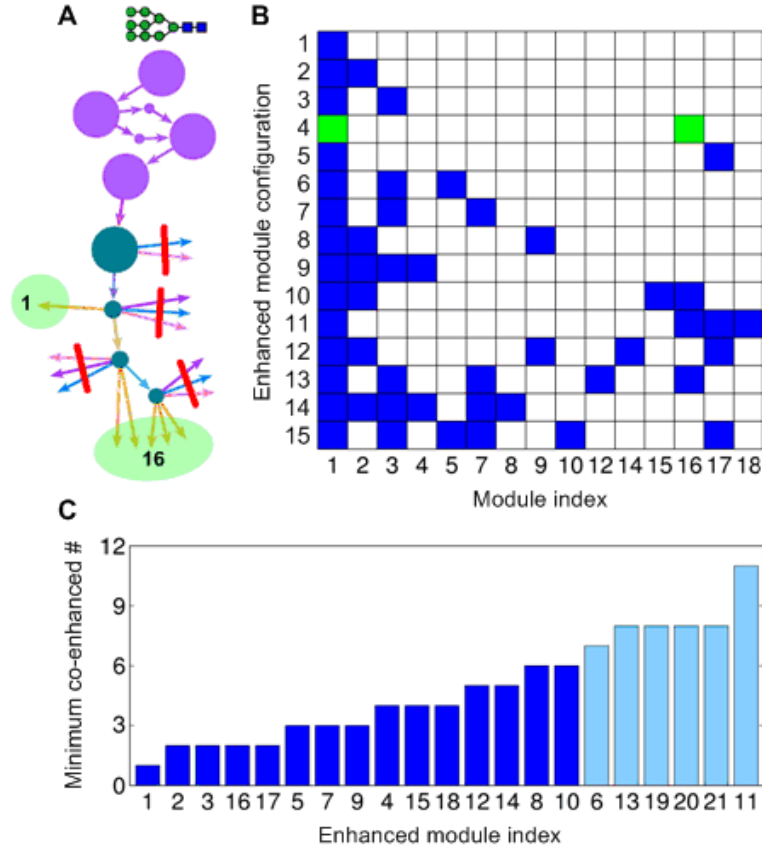 A
B
1
16
Enhanced module configuration
1
2
3
4
5
6
7
8
9
10
11
12
13
14
15
1 2 3 4 5 7 8 9 10 12 14 15 16 17 18
Module index
C
Minimum co-enhanced #
12
9
6
3
0
1 2 3 16 17 5 7 9 4 15 18 12 14 8 10 6 13 19 20 21 11
Enhanced module index